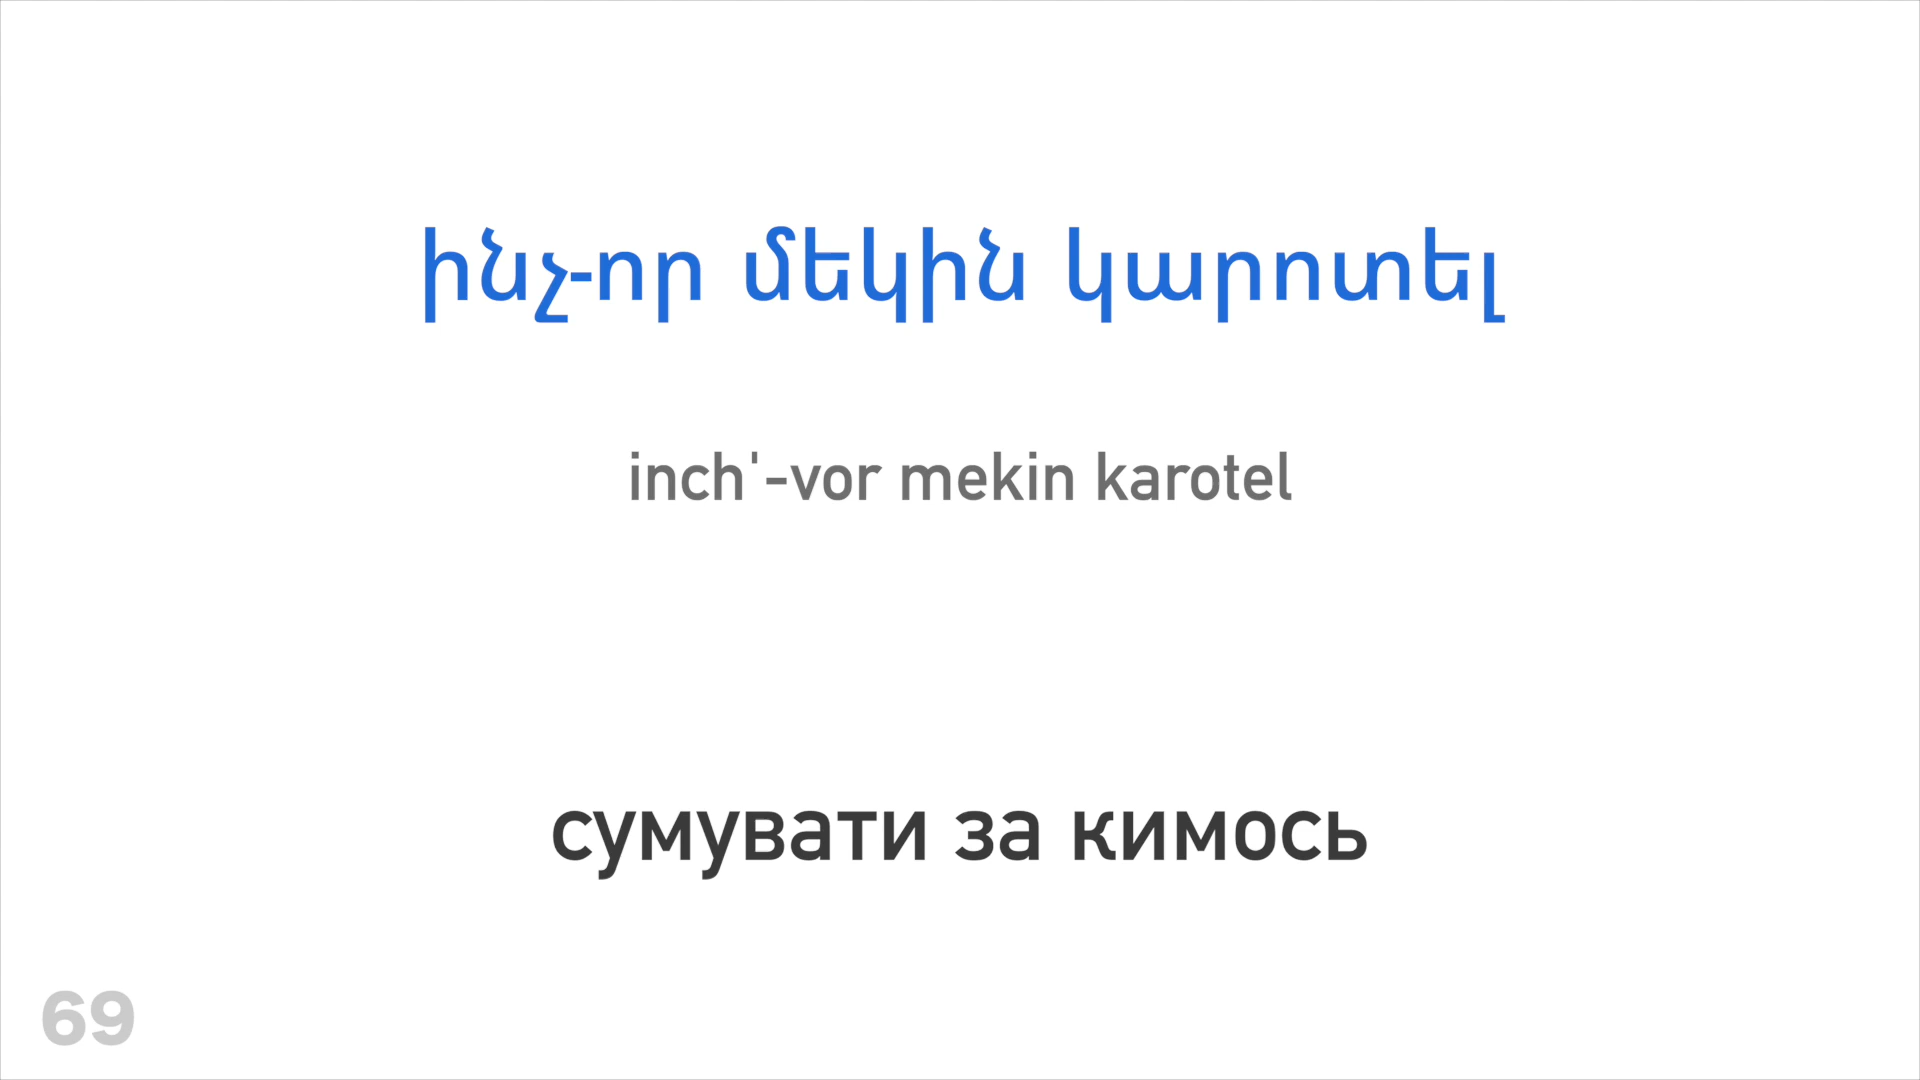 ինչ-որ մեկին կարոտել
inch'-vor mekin karotel
сумувати за кимось
69